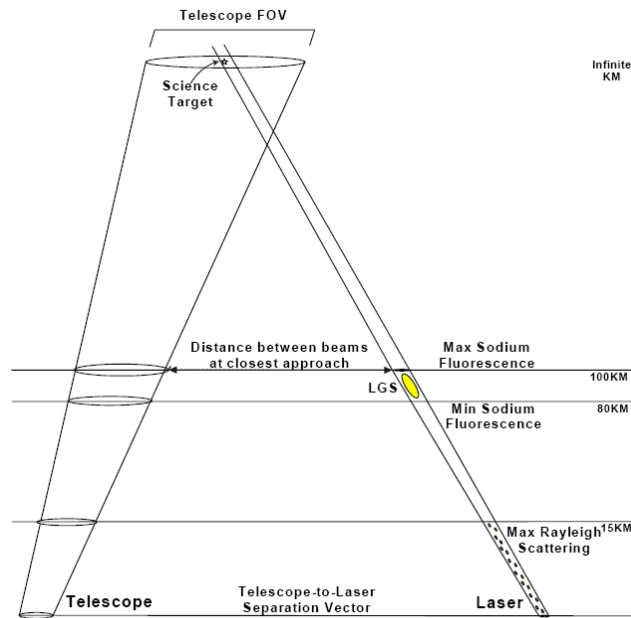 Telescope FOV
Infinite
KM
Science
Target
Distance between beams
at closest approach
Max Sodium
Fluorescence
100KM
LGS
80KM
Min Sodium
Fluorescence
15KM
Max Rayleigh
Scattering
Telescope
Telescope-to-Laser
Separation Vector
Laser